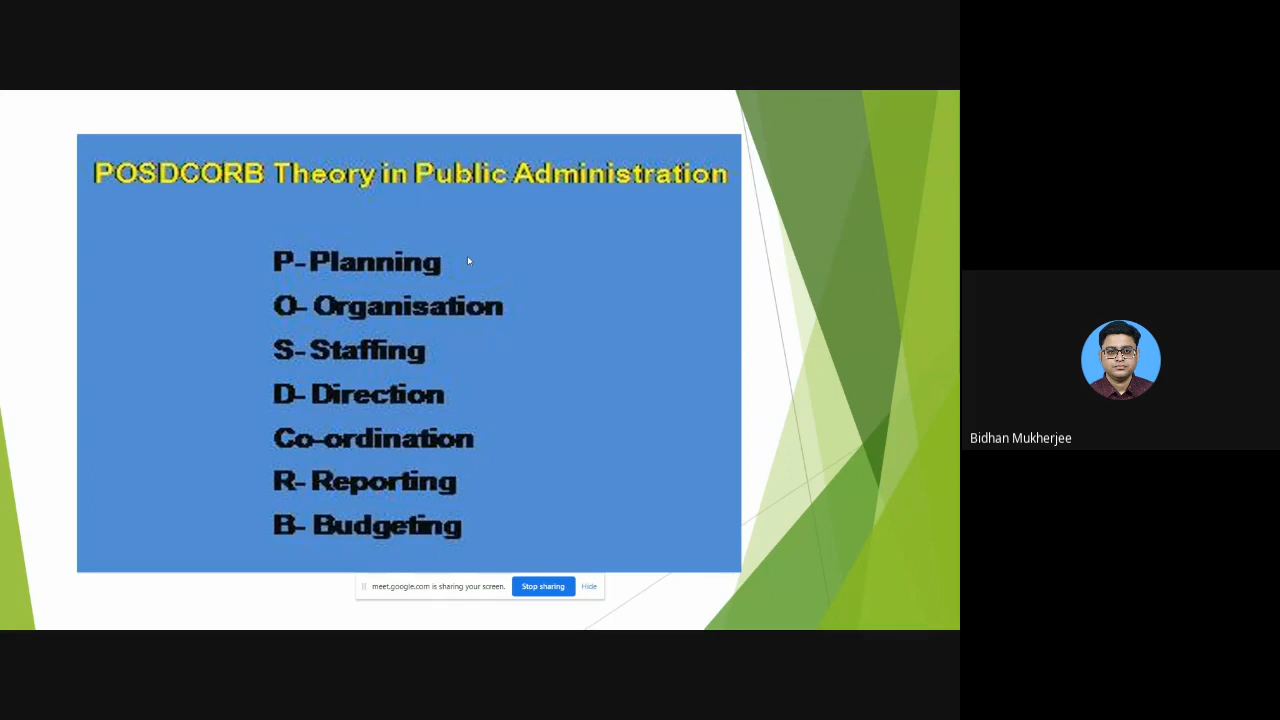 POSDCORB Theory in Public Administration
P- Planning
O- Organisation
S- Staffing
D- Direction
Co-ordination
R- Reporting
B- Budgeting
meet.google.com is sharing your screen. Stop sharing Hide
Bidhan Mukherjee